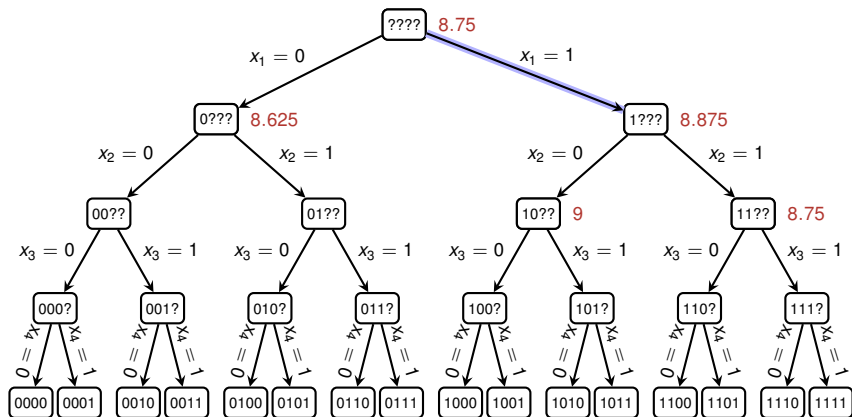 ???? 8.75
x₁ = 0 x₁ = 1
0??? 8.625 1??? 8.875
x₂ = 0 x₂ = 1 x₂ = 0 x₂ = 1
00?? 01?? 10?? 9 11?? 8.75
x₃ = 0 x₃ = 1 x₃ = 0 x₃ = 1 x₃ = 0 x₃ = 1 x₃ = 0 x₃ = 1
000? 001? 010? 011? 100? 101? 110? 111?
x₄ = 0 x₄ = 1 x₄ = 0 x₄ = 1 x₄ = 0 x₄ = 1 x₄ = 0 x₄ = 1 x₄ = 0 x₄ = 1 x₄ = 0 x₄ = 1 x₄ = 0 x₄ = 1 x₄ = 0 x₄ = 1
0000 0001 0010 0011 0100 0101 0110 0111 1000 1001 1010 1011 1100 1101 1110 1111